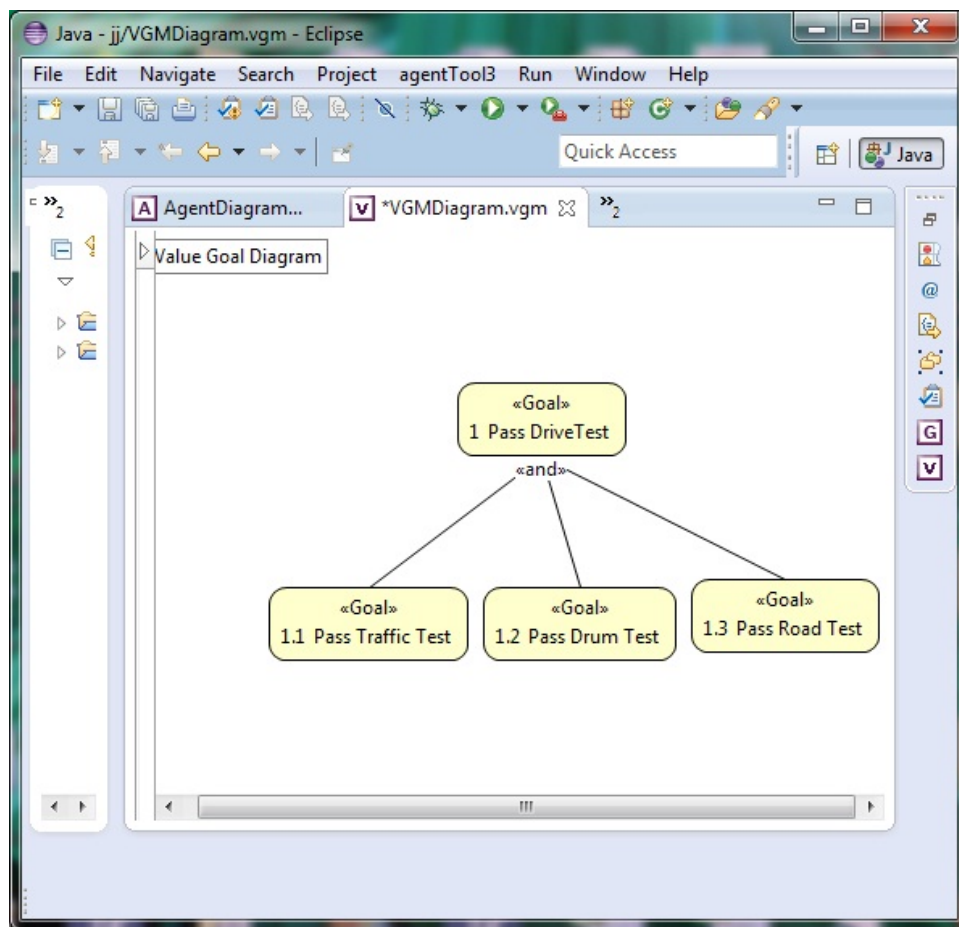 Java - jj/VGMDiagram.vgm - Eclipse
File Edit Navigate Search Project agentTool3 Run Window Help
Quick Access
Java
»2
A AgentDiagram...
V *VGMDiagram.vgm
»2
Value Goal Diagram
@
G
V
«Goal»
1 Pass DriveTest
«and»
«Goal»
1.1 Pass Traffic Test
«Goal»
1.2 Pass Drum Test
«Goal»
1.3 Pass Road Test